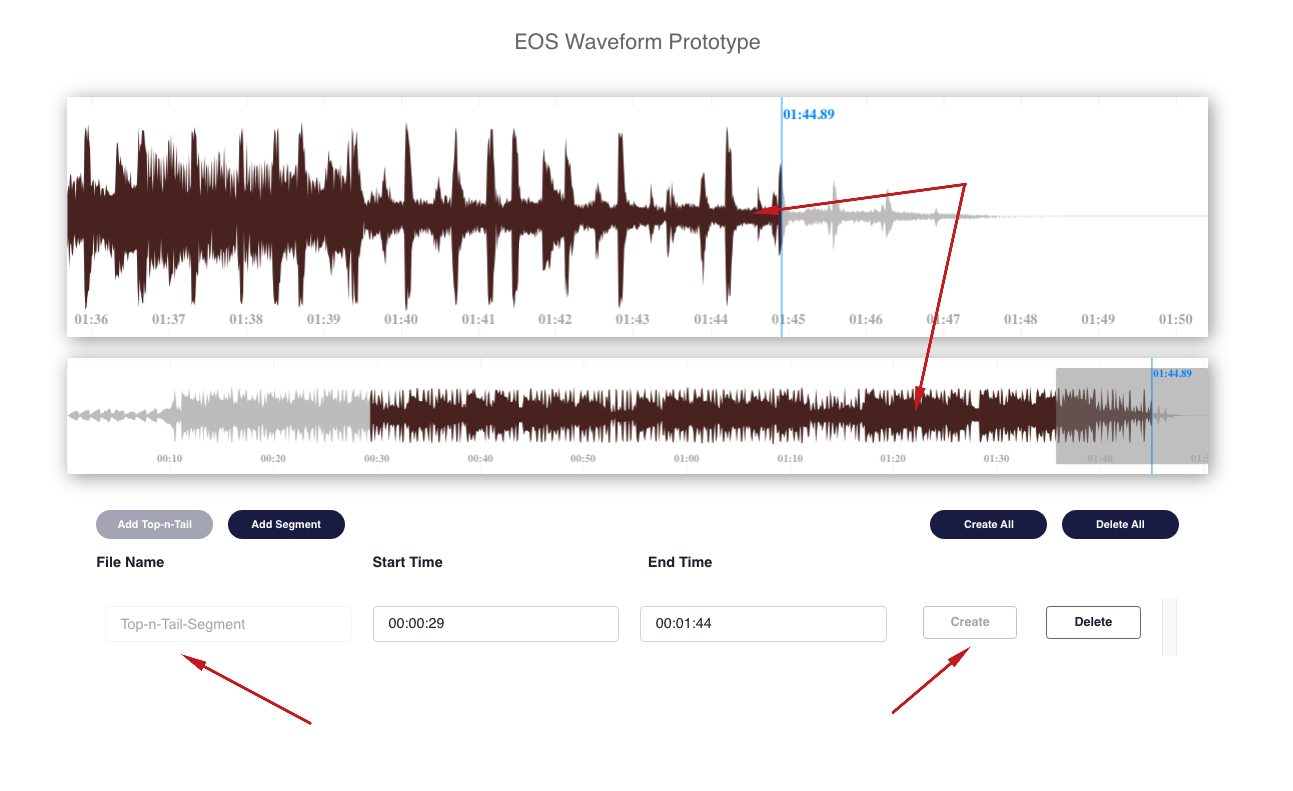 EOS Waveform Prototype
01:44.89
01:36 01:37 01:38 01:39 01:40 01:41 01:42 01:43 01:44 01:45 01:46 01:47 01:48 01:49 01:50
01:44.89
00:10 00:20 00:30 00:40 00:50 01:00 01:10 01:20 01:30 01:40
Add Top-n-Tail Add Segment Create All Delete All
File Name Start Time End Time
Top-n-Tail-Segment 00:00:29 00:01:44 Create Delete